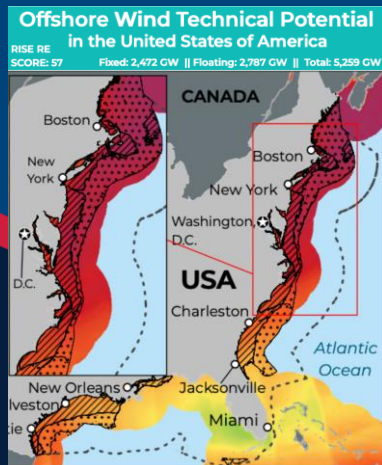 Offshore Wind Technical Potential
in the United States of America
RISE RE
SCORE: 57
Fixed: 2,472 GW || Floating: 2,787 GW || Total: 5,259 GW
CANADA
Boston
New
York
D.C.
Boston
New York
Washington,
D.C.
USA
Charleston
Atlantic
Ocean
New Orleans
Jacksonville
lveston
Miami
tie